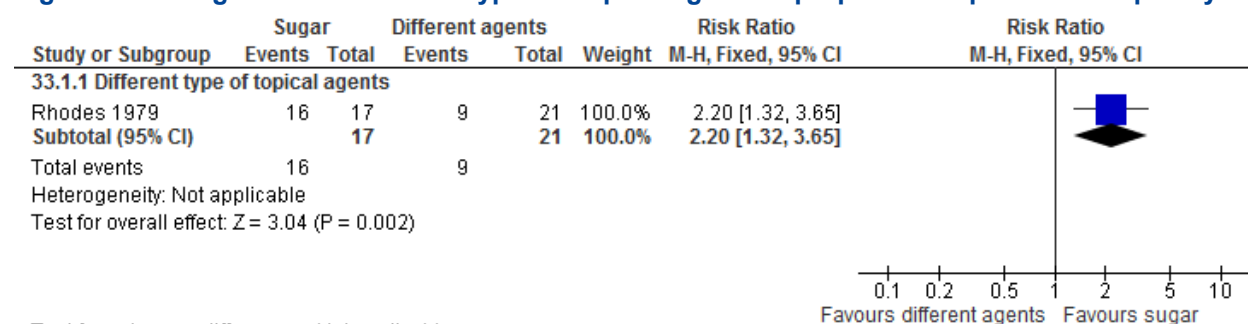 Sugar Different agents Risk Ratio Risk Ratio
Study or Subgroup Events Total Events Total Weight M-H, Fixed, 95% CI M-H, Fixed, 95% CI
33.1.1 Different type of topical agents
Rhodes 1979 16 17 9 21 100.0% 2.20 [1.32, 3.65]
Subtotal (95% CI) 17 21 100.0% 2.20 [1.32, 3.65]
Total events 16 9
Heterogeneity: Not applicable
Test for overall effect: Z = 3.04 (P = 0.002)
0.1 0.2 0.5 1 2 5 10
Favours different agents Favours sugar